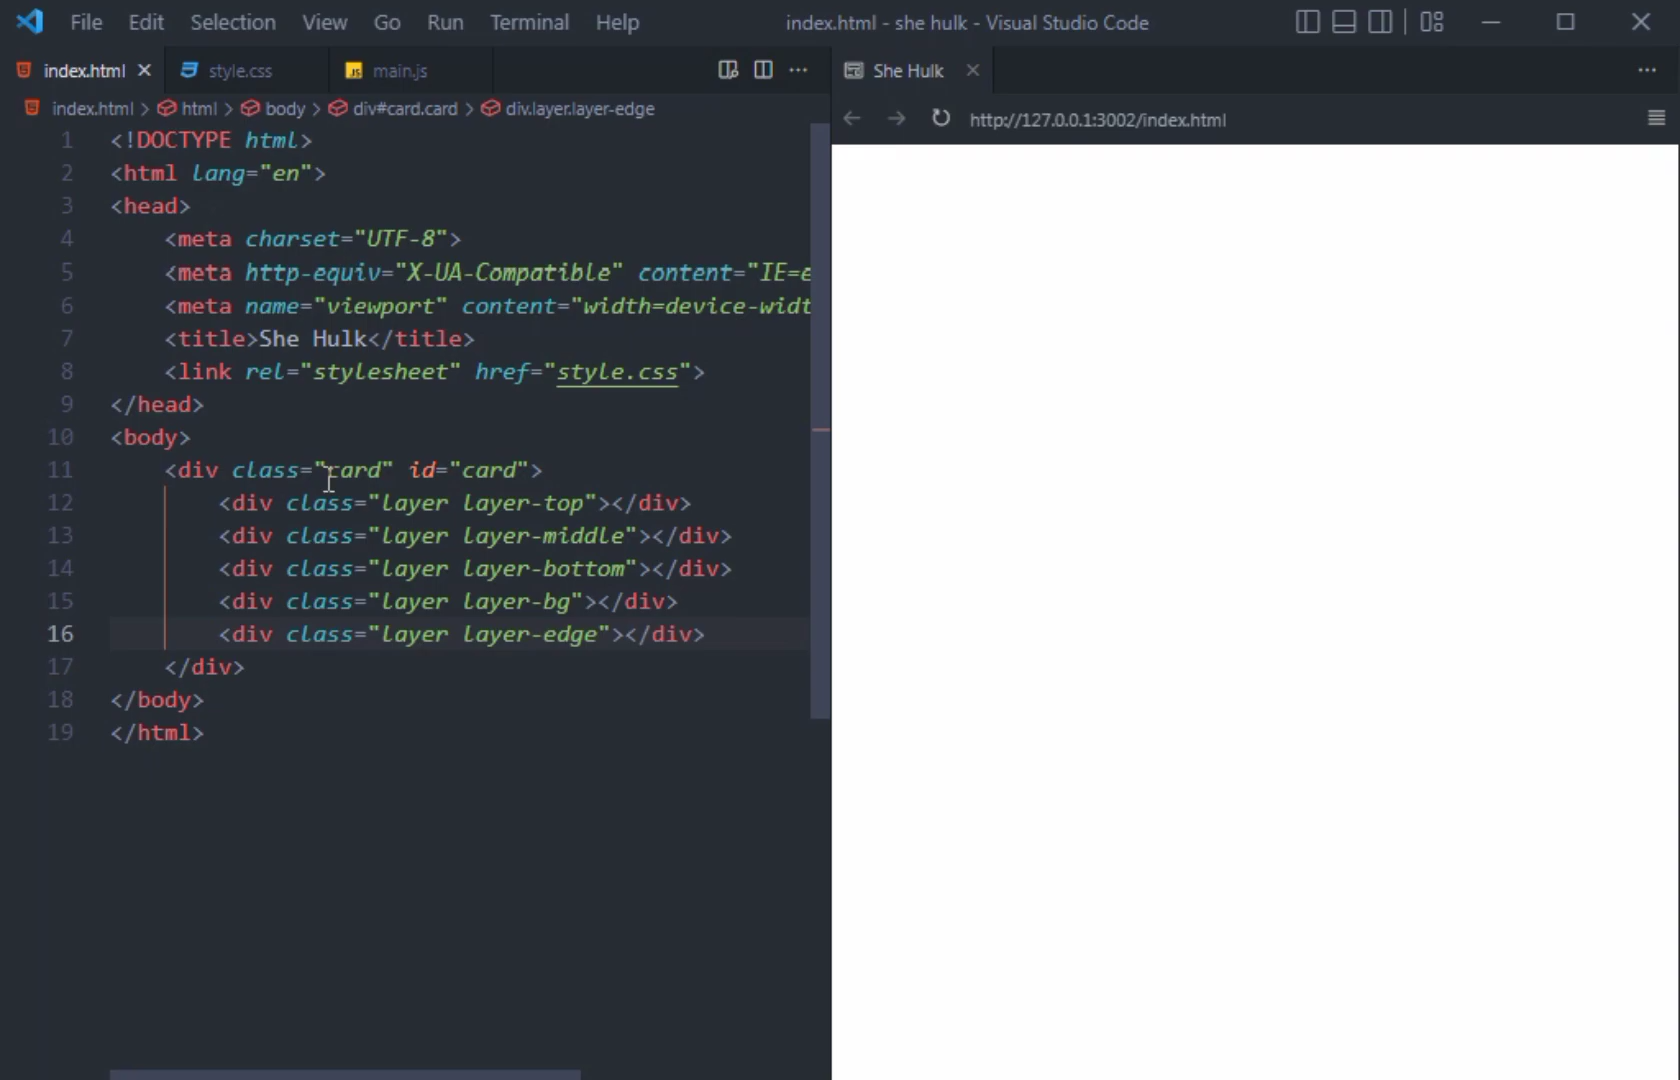 File Edit Selection View Go Run Terminal Help index.html - she hulk - Visual Studio Code
index.html style.css JS main.js She Hulk
index.html > html > body > div#card.card > div.layer.layer-edge
http://127.0.0.1:3002/index.html
1 <!DOCTYPE html>
2 <html lang="en">
3 <head>
4 <meta charset="UTF-8">
5 <meta http-equiv="X-UA-Compatible" content="IE=e
6 <meta name="viewport" content="width=device-widt
7 <title>She Hulk</title>
8 <link rel="stylesheet" href="style.css">
9 </head>
10 <body>
11 <div class="card" id="card">
12 <div class="layer layer-top"></div>
13 <div class="layer layer-middle"></div>
14 <div class="layer layer-bottom"></div>
15 <div class="layer layer-bg"></div>
16 <div class="layer layer-edge"></div>
17 </div>
18 </body>
19 </html>